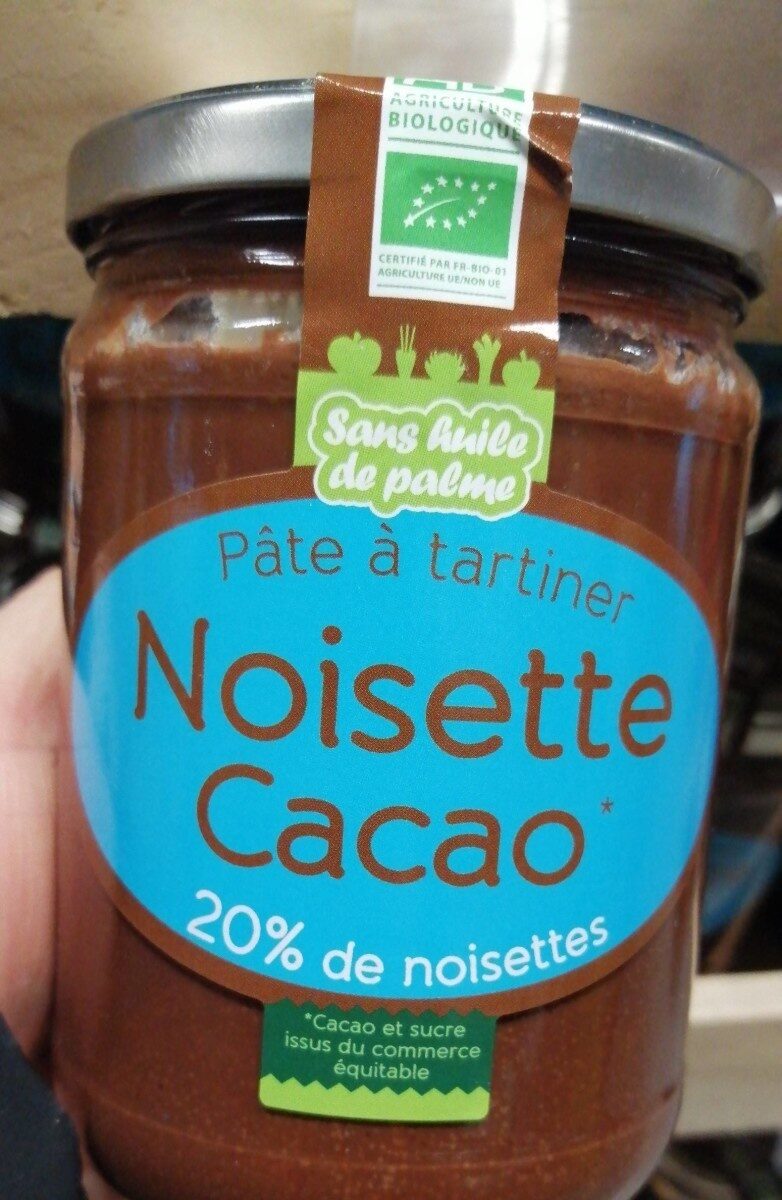 AB
AGRICULTURE
BIOLOGIQUE
CERTIFIÉ PAR FR-BIO-01
AGRICULTURE UE/NON UE
Sans huile
de palme
Pâte à tartiner
Noisette
Cacao*
20% de noisettes
*Cacao et sucre
issus du commerce
équitable